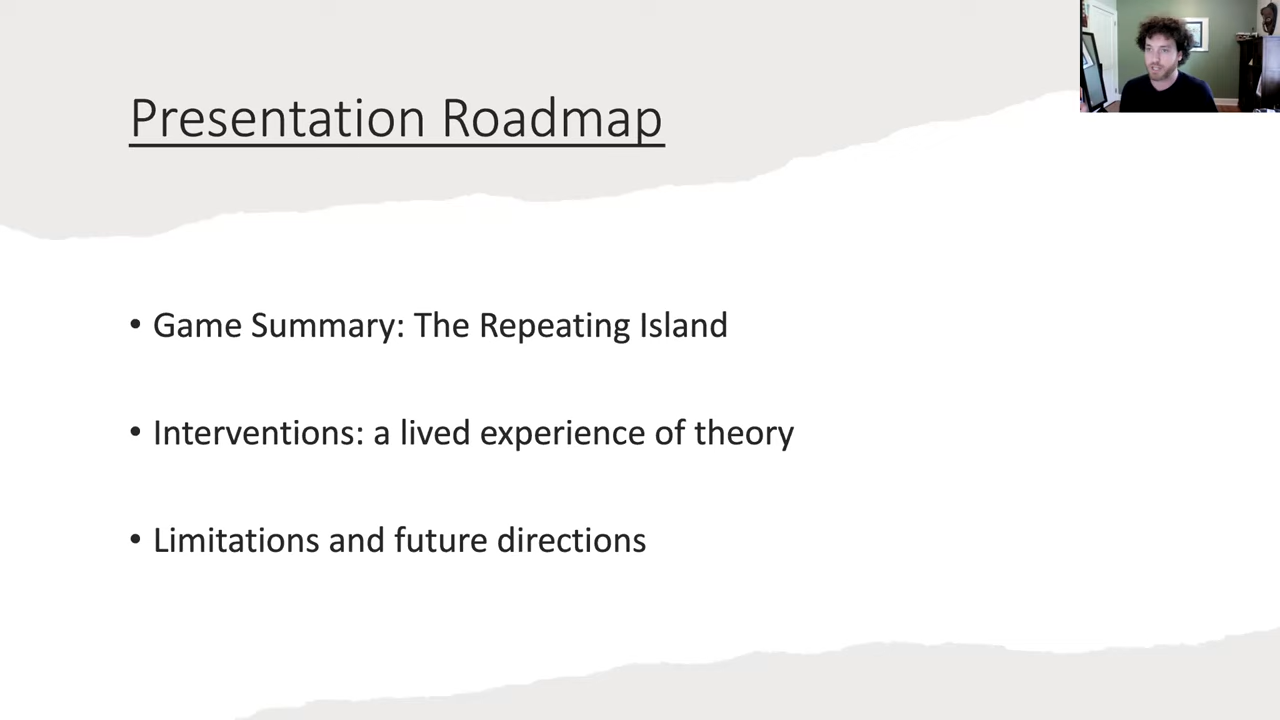 Presentation Roadmap
• Game Summary: The Repeating Island
• Interventions: a lived experience of theory
• Limitations and future directions